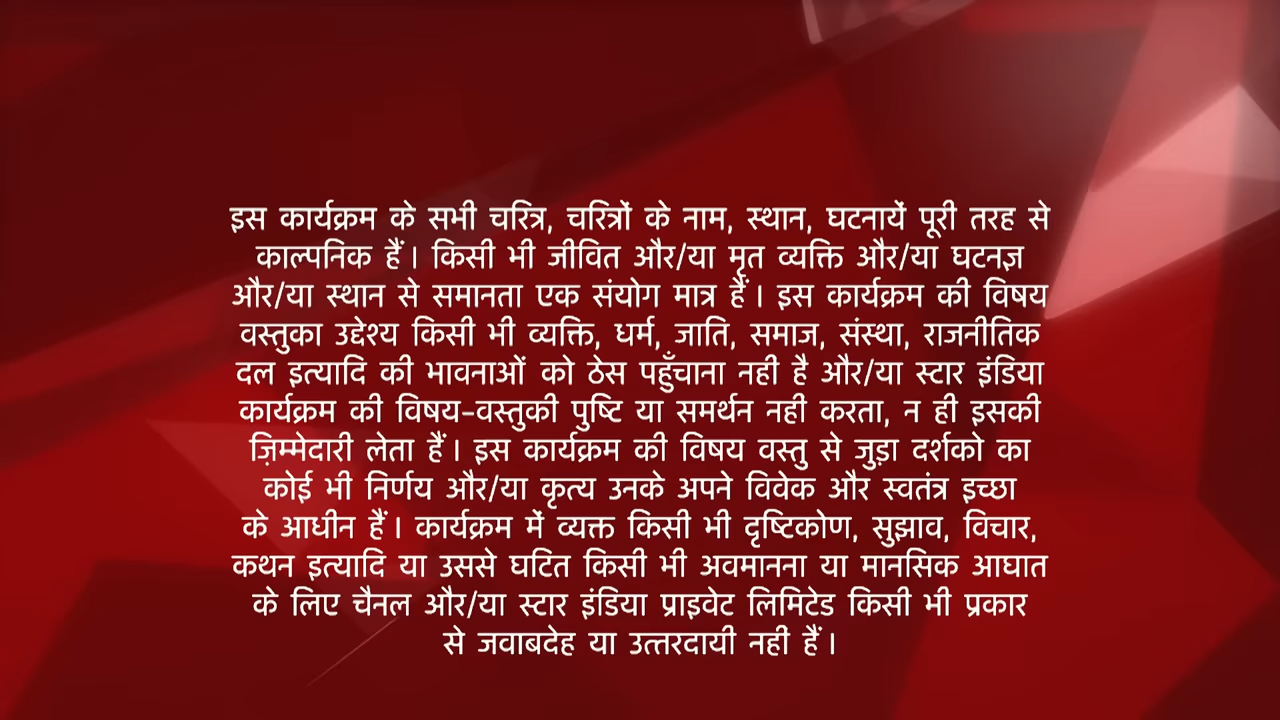 इस कार्यक्रम के सभी चरित्र, चरित्रों के नाम, स्थान, घटनायें पूरी तरह से
काल्पनिक हैं। किसी भी जीवित और/या मृत व्यक्ति और/या घटनज्ञ
और/या स्थान से समानता एक संयोग मात्र हैं। इस कार्यक्रम की विषय
वस्तुका उद्देश्य किसी भी व्यक्ति, धर्म, जाति, समाज, संस्था, राजनीतिक
दल इत्यादि की भावनाओं को ठेस पहुँचाना नही है और/या स्टार इंडिया
कार्यक्रम की विषय-वस्तुकी पुष्टि या समर्थन नही करता, न ही इसकी
ज़िम्मेदारी लेता हैं। इस कार्यक्रम की विषय वस्तु से जुड़ा दर्शको का
कोई भी निर्णय और/या कृत्य उनके अपने विवेक और स्वतंत्र इच्छा
के आधीन हैं। कार्यक्रम में व्यक्त किसी भी दृष्टिकोण, सुझाव, विचार,
कथन इत्यादि या उससे घटित किसी भी अवमानना या मानसिक आघात
के लिए चैनल और/या स्टार इंडिया प्राइवेट लिमिटेड किसी भी प्रकार
से जवाबदेह या उत्तरदायी नही हैं।